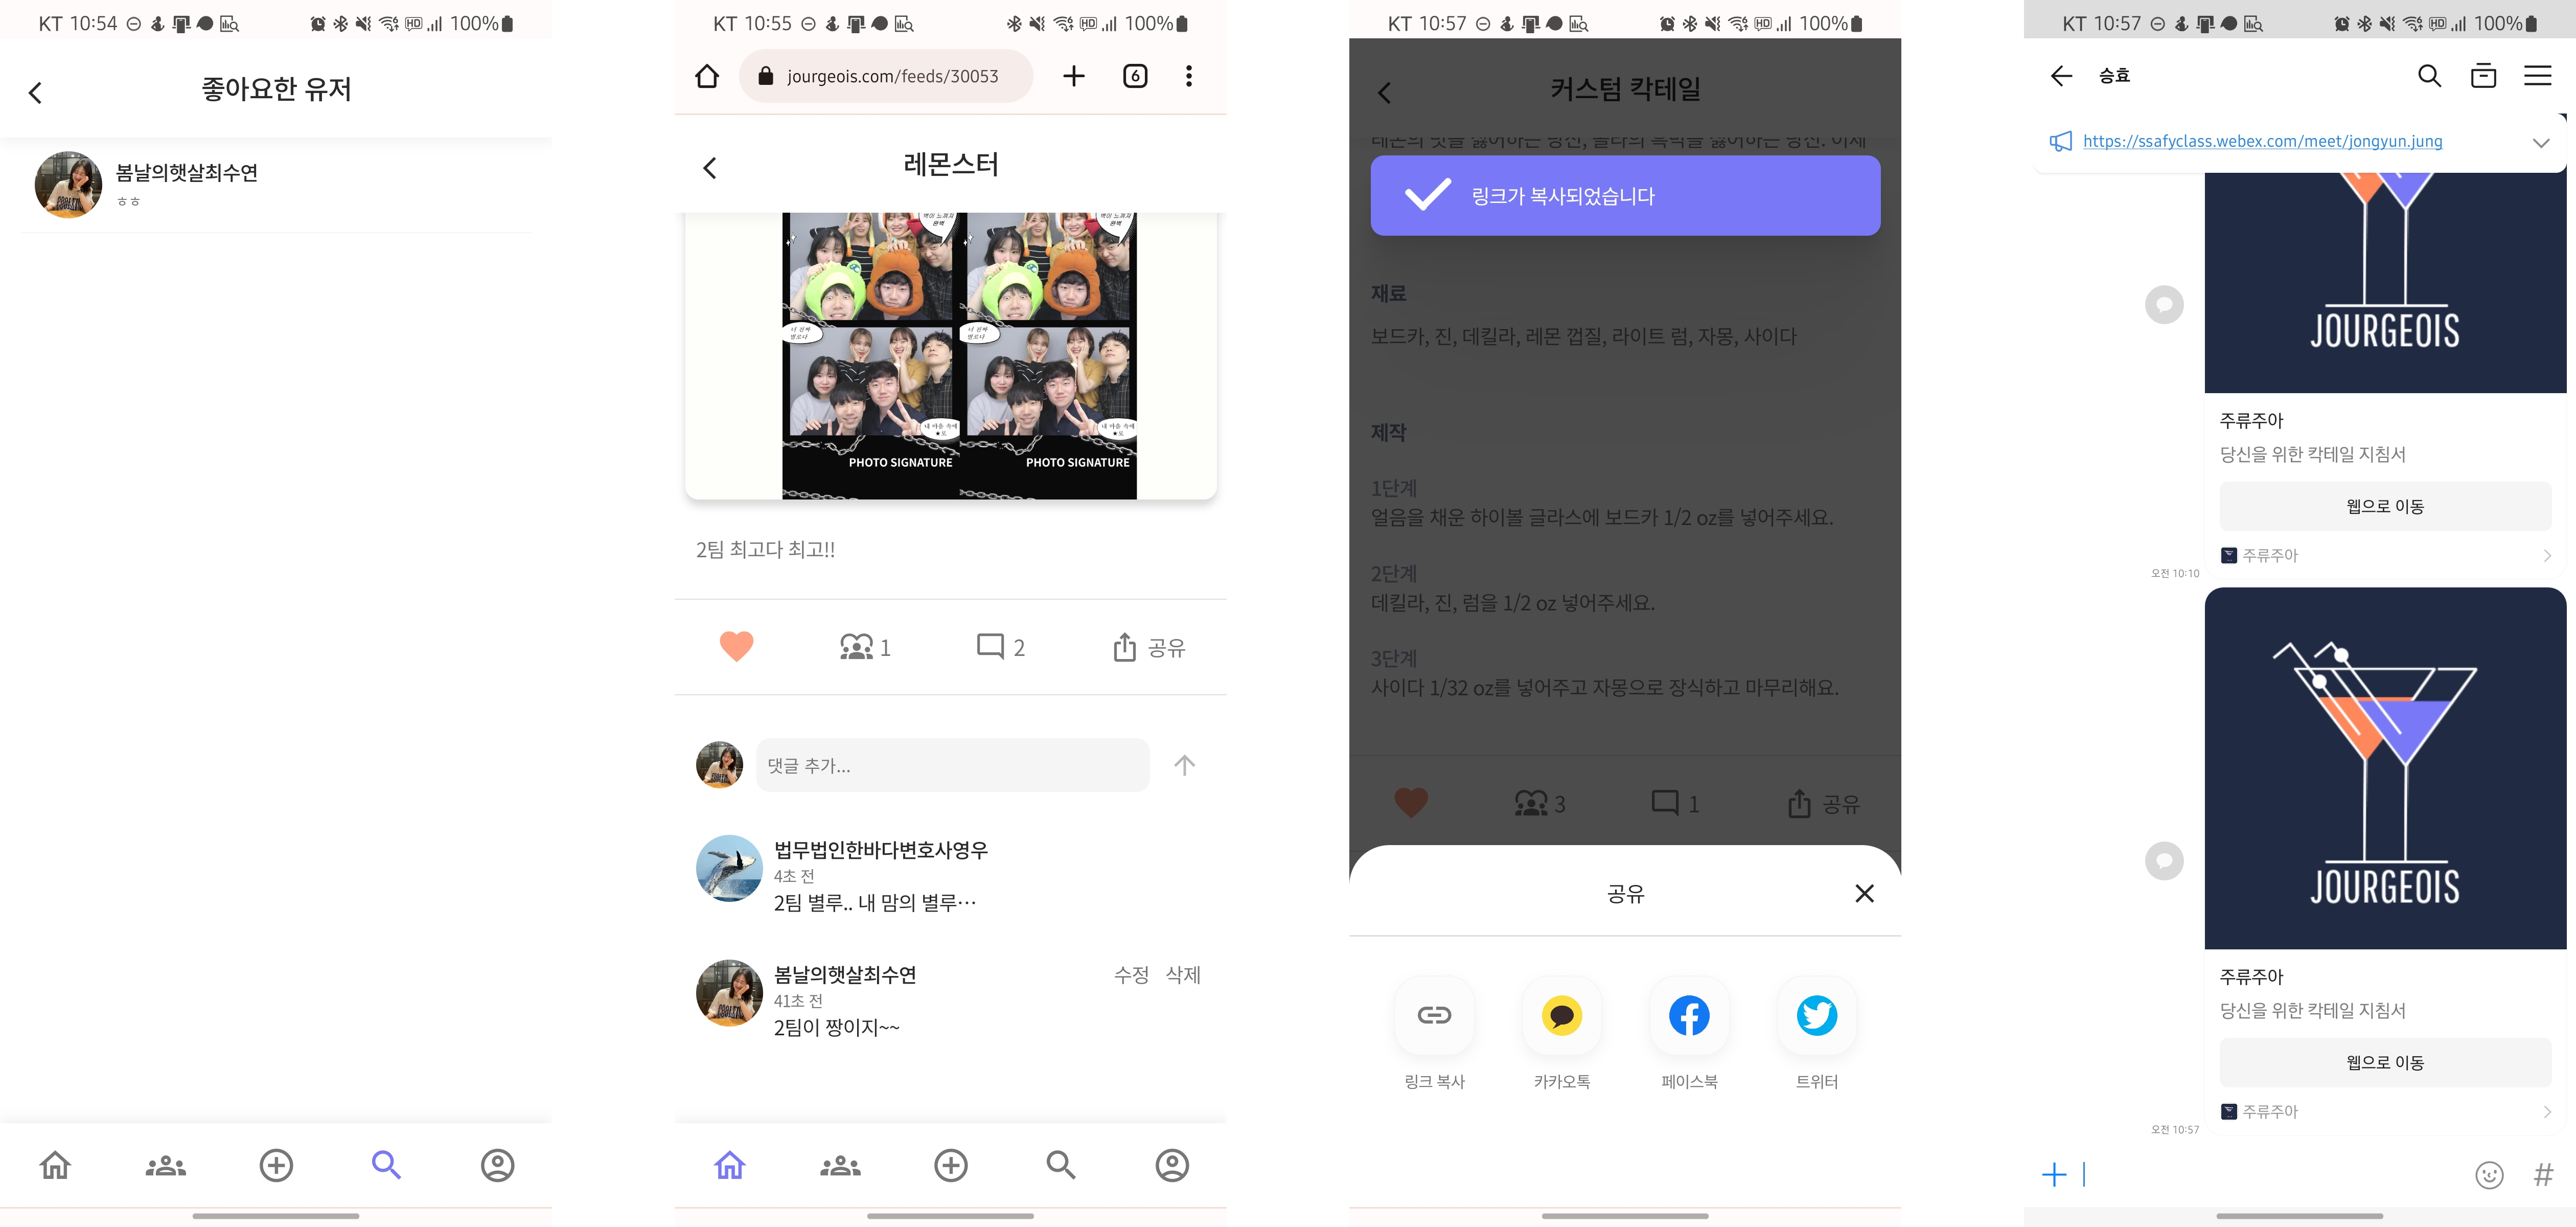 KT 10:54
100%
좋아요한 유저
봄날의햇살최수연
ㅎㅎ
KT 10:55
100%
jourgeois.com/feeds/30053
6
레몬스터
PHOTO SIGNATURE
PHOTO SIGNATURE
2팀 최고다 최고!!
1
2
공유
댓글 추가...
법무법인한바다변호사영우
4초 전
2팀 별루.. 내 맘의 별루…
봄날의햇살최수연
수정 삭제
41초 전
2팀이 짱이지~~
KT 10:57
HD
100%
커스텀 칵테일
링크가 복사되었습니다
재료
보드카, 진, 데킬라, 레몬 껍질, 라이트 럼, 자몽, 사이다
제작
1단계
얼음을 채운 하이볼 글라스에 보드카 1/2 oz를 넣어주세요.
2단계
데킬라, 진, 럼을 1/2 oz 넣어주세요.
3단계
사이다 1/32 oz를 넣어주고 자몽으로 장식하고 마무리해요.
3
1
공유
공유
링크 복사
카카오톡
페이스북
트위터
KT 10:57
HD
100%
승효
https://ssafyclass.webex.com/meet/jongyun.jung
JOURGEOIS
주류주아
당신을 위한 칵테일 지침서
웹으로 이동
주류주아
오전 10:10
JOURGEOIS
주류주아
당신을 위한 칵테일 지침서
웹으로 이동
주류주아
오전 10:57
#